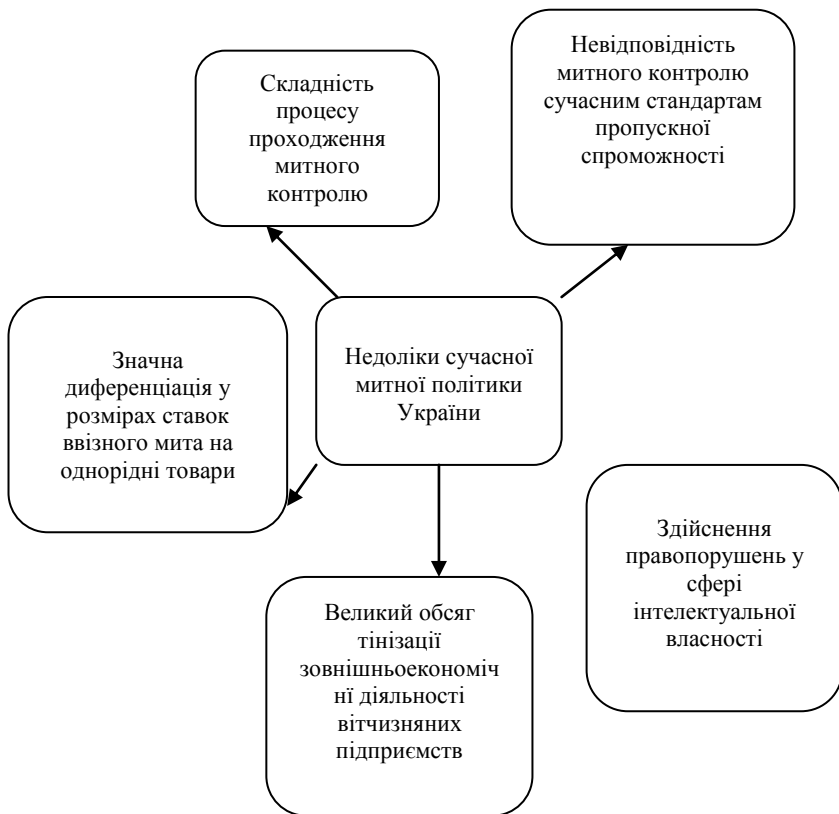 Складність
процесу
проходження
митного
контролю
Невідповідність
митного контролю
сучасним стандартам
пропускної
спроможності
Значна
диференціація у
розмірах ставок
ввізного мита на
однорідні товари
Недоліки сучасної
митної політики
України
Здійснення
правопорушень у
сфері
інтелектуальної
власності
Великий обсяг
тінізації
зовнішньоекономіч
нї діяльності
вітчизняних
підприємств